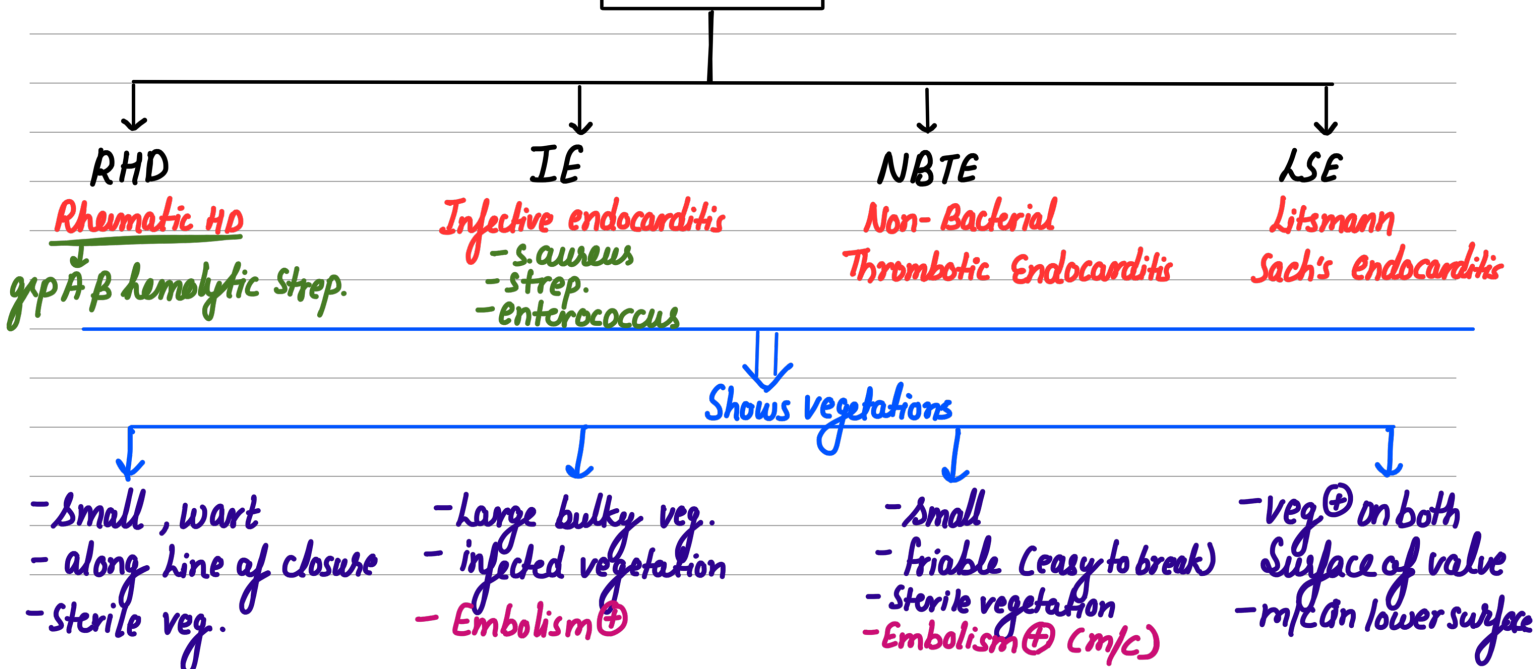 RHD
IE
NBTE
LSE
Rheumatic HD
Infective endocarditis
Non-Bacterial
Litsmann
grp A β hemolytic Strep.
- S. aureus
- strep.
- enterococcus
Thrombotic Endocarditis
Sach's endocarditis
Shows vegetations
- Small, wart
- along Line of closure
- Sterile veg.
- Large bulky veg.
- infected vegetation
- Embolism ⊕
- Small
- friable (easy to break)
- Sterile vegetation
- Embolism ⊕ (m/c)
- veg ⊕ on both
Surface of valve
- m/c in lower surface